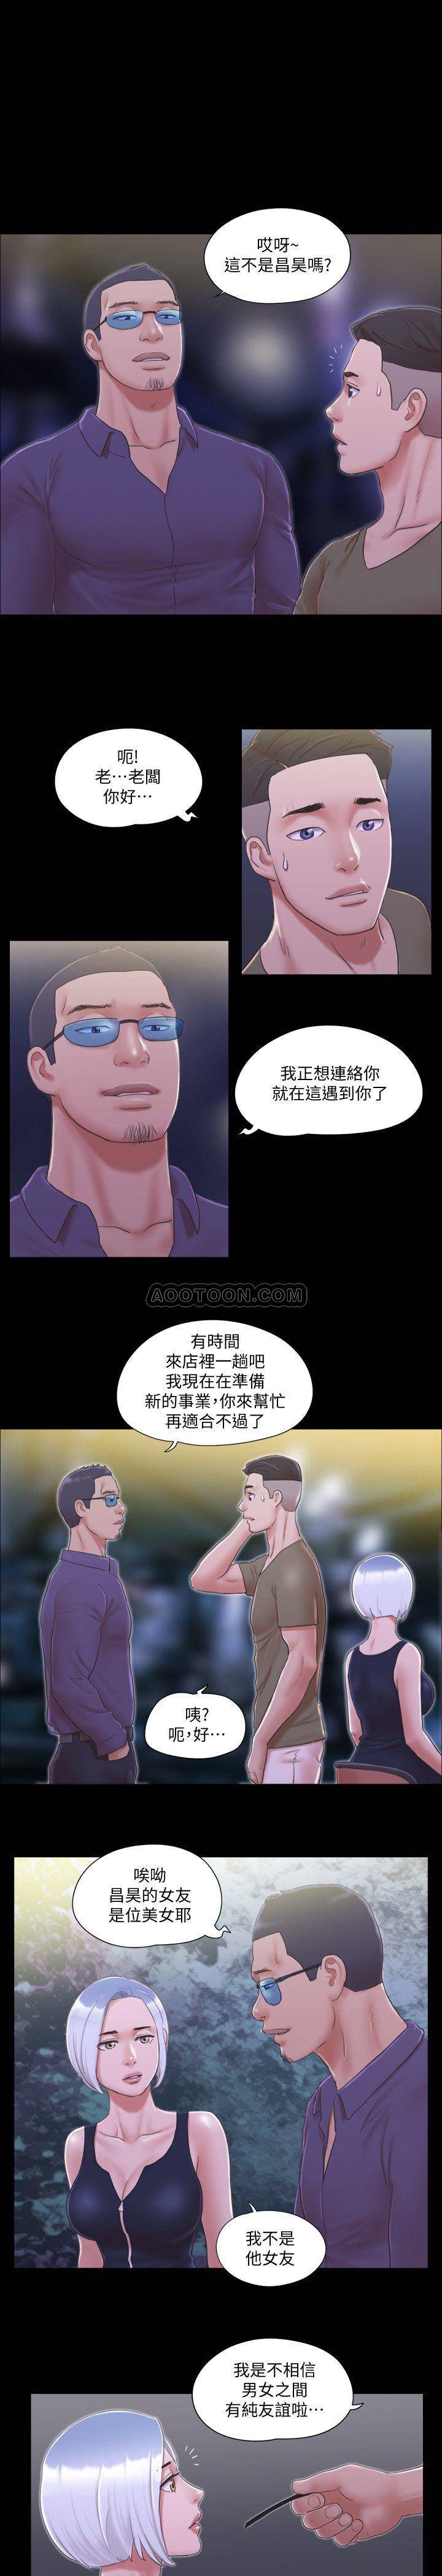 哎呀~
這不是昌昊嗎?
呃!
老…老闆
你好…
我正想連絡你
就在這遇到你了
AOOTOON.COM
有時間
來店裡一趟吧
我現在在準備
新的事業,你來幫忙
再適合不過了
咦?
呃,好…
唉呦
昌昊的女友
是位美女耶
我不是
他女友
我是不相信
男女之間
有純友誼啦…